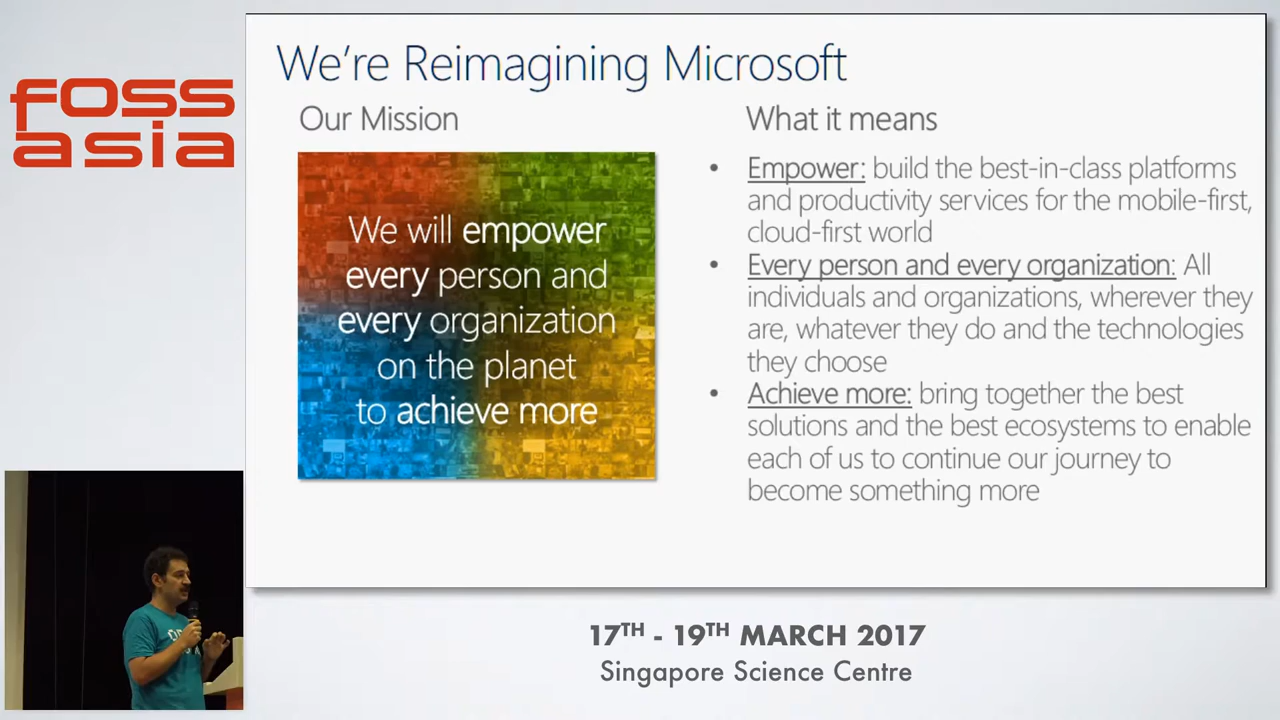 foss
asia
We're Reimagining Microsoft
Our Mission
We will empower
every person and
every organization
on the planet
to achieve more
What it means
• Empower: build the best-in-class platforms
and productivity services for the mobile-first,
cloud-first world
• Every person and every organization: All
individuals and organizations, wherever they
are, whatever they do and the technologies
they choose
• Achieve more: bring together the best
solutions and the best ecosystems to enable
each of us to continue our journey to
become something more
17TH - 19TH MARCH 2017
Singapore Science Centre